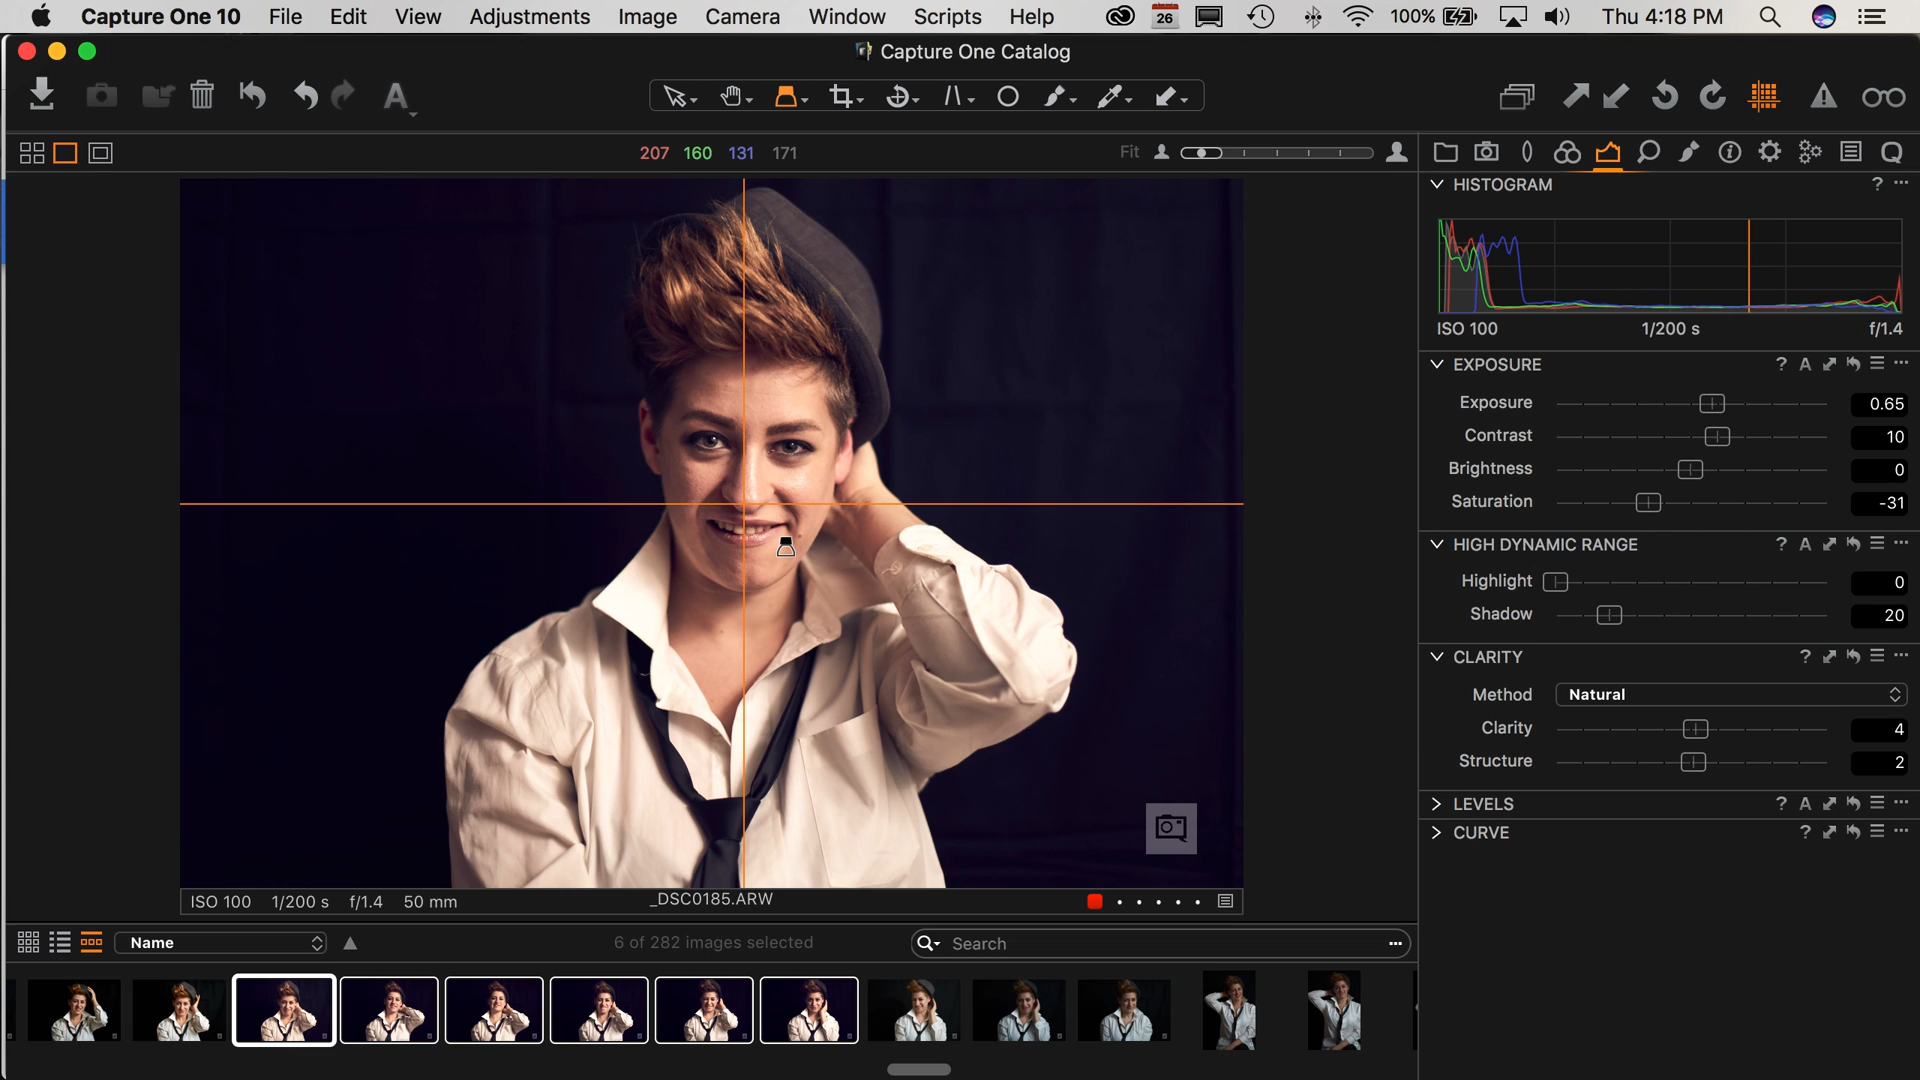 Capture One 10 File Edit View Adjustments Image Camera Window Scripts Help 26 100% Thu 4:18 PM
Capture One Catalog
A
207 160 131 171 Fit
HISTOGRAM ?
ISO 100 1/200 s f/1.4
EXPOSURE ? A
Exposure 0.65
Contrast 10
Brightness 0
Saturation -31
HIGH DYNAMIC RANGE ? A
Highlight 0
Shadow 20
CLARITY ?
Method Natural
Clarity 4
Structure 2
LEVELS ? A
CURVE ?
ISO 100 1/200 s f/1.4 50 mm _DSC0185.ARW
Name 6 of 282 images selected Search